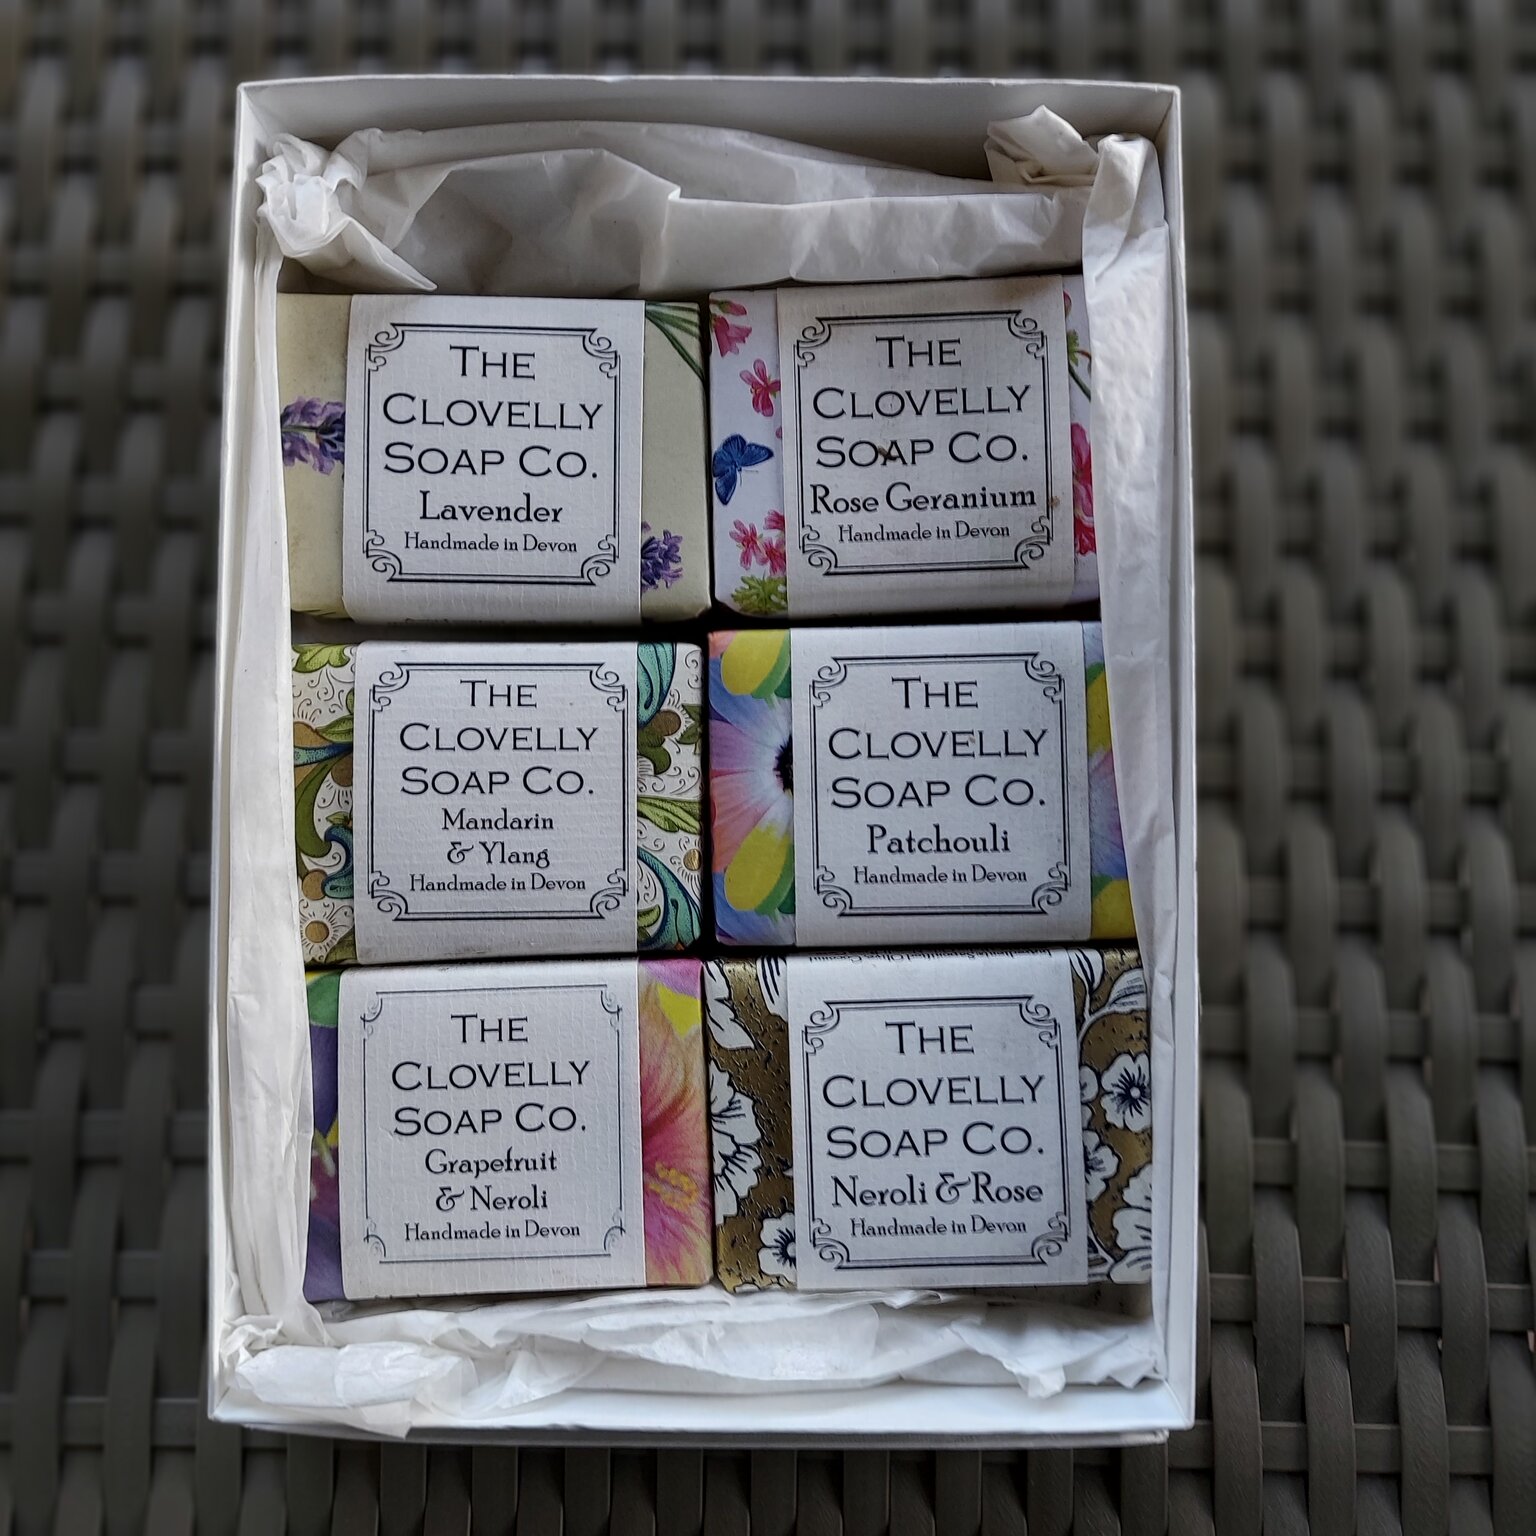 THE
CLOVELLY
SOAP CO.
Lavender
Handmade in Devon
THE
CLOVELLY
SOAP CO.
Rose Geranium
Handmade in Devon
THE
CLOVELLY
SOAP CO.
Mandarin
& Ylang
Handmade in Devon
THE
CLOVELLY
SOAP CO.
Patchouli
Handmade in Devon
THE
CLOVELLY
SOAP CO.
Grapefruit
& Neroli
Handmade in Devon
THE
CLOVELLY
SOAP CO.
Neroli & Rose
Handmade in Devon